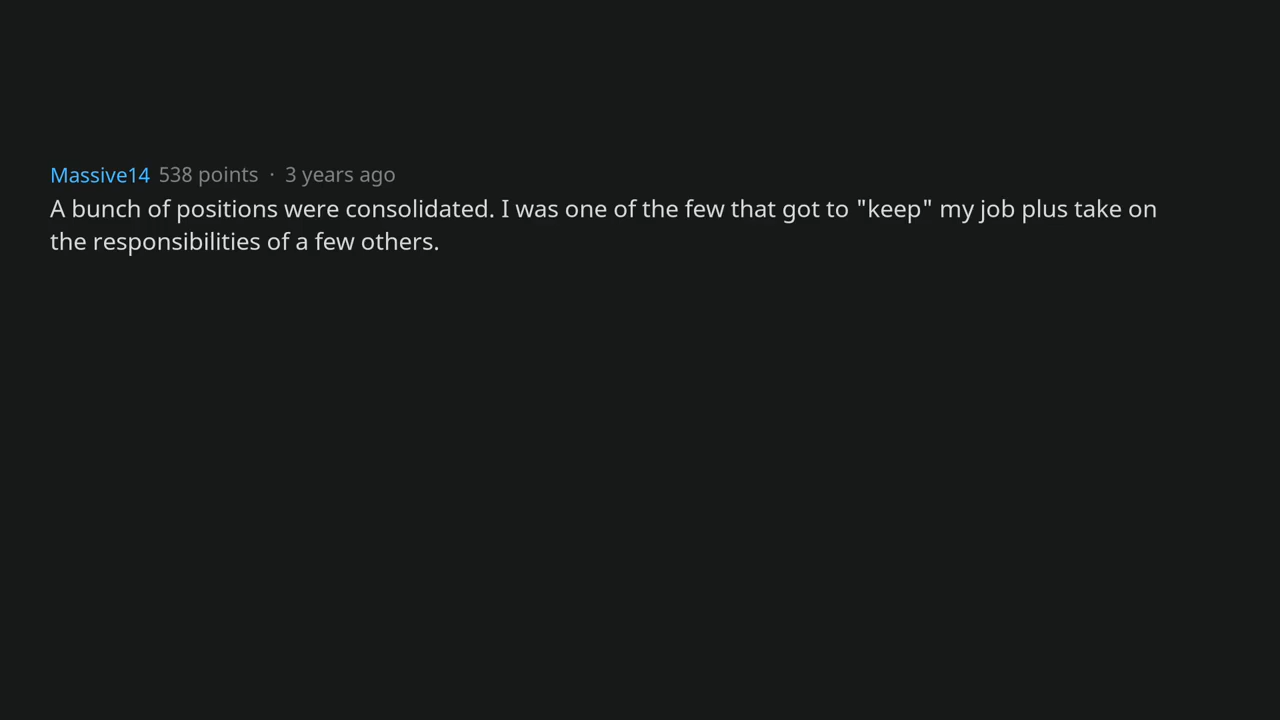 Massive14 538 points · 3 years ago
A bunch of positions were consolidated. I was one of the few that got to "keep" my job plus take on
the responsibilities of a few others.